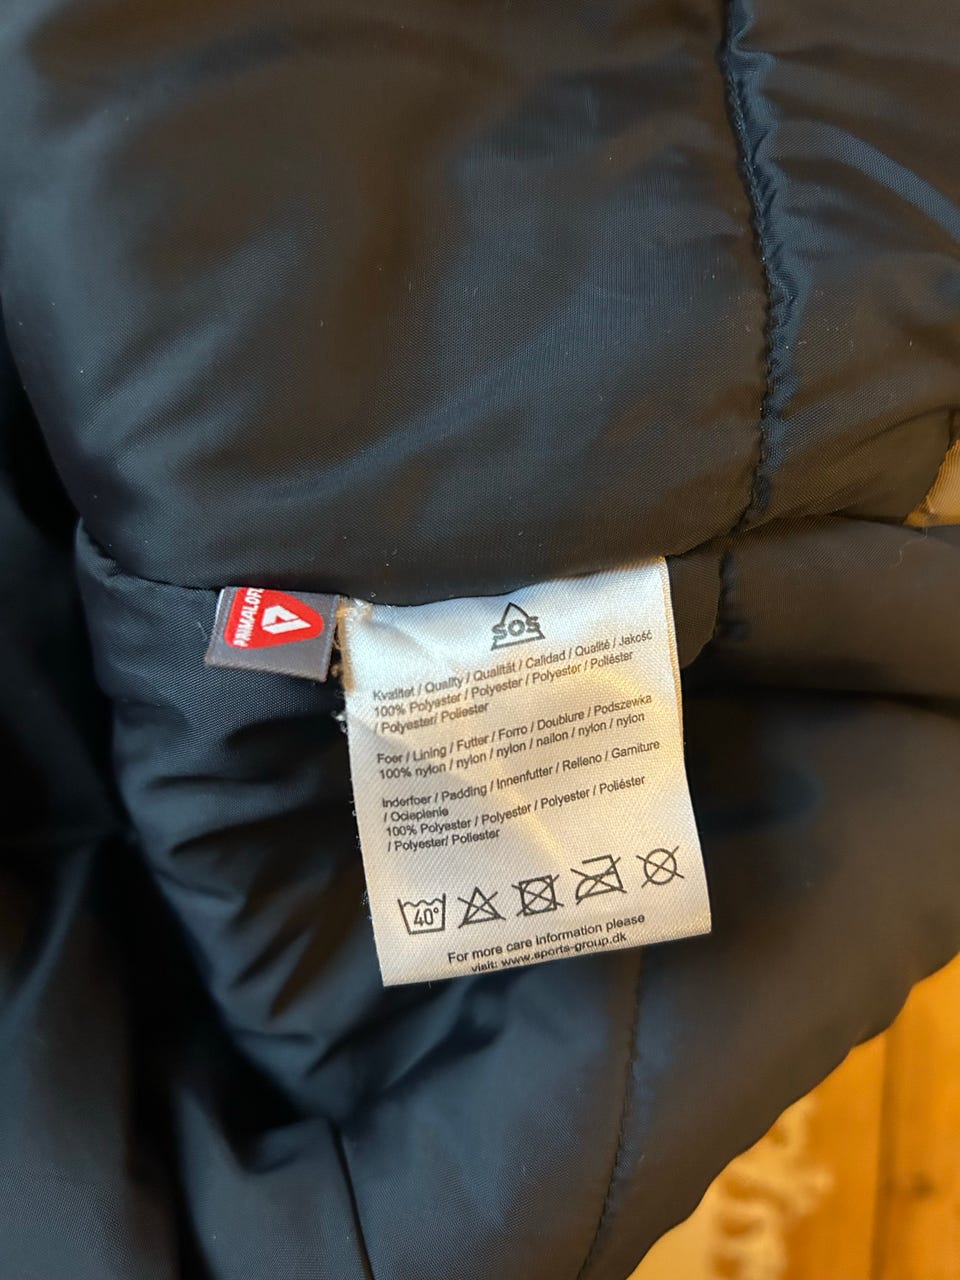 PRIMALOFT
SOS
Kvalitet / Quality / Qualität / Calidad / Qualité / Jakość
100% Polyester / Polyester / Polyester / Poliéster
/ Polyester/ Poliester
Foer / Lining / Futter / Forro / Doublure / Podszewka
100% nylon / nylon / nylon / nailon / nylon / nylon
Inderfoer / Padding / Innenfutter / Relleno / Garniture
/ Ocieplenie
100% Polyester / Polyester / Polyester / Poliéster
/ Polyester/ Poliester
40°
For more care information please
visit: www.sports-group.dk